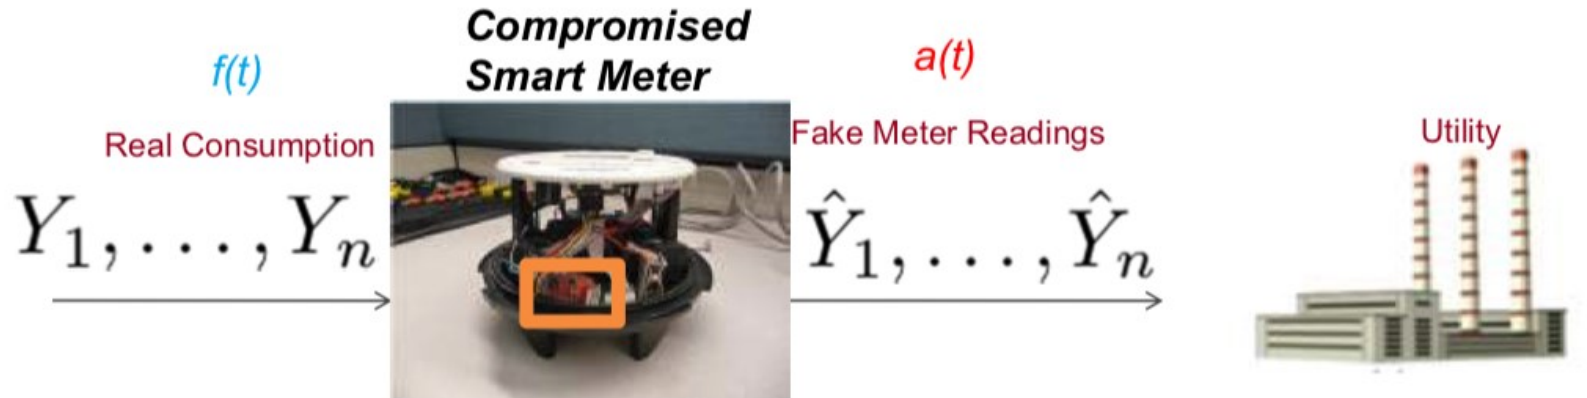 Compromised
Smart Meter
f(t)
a(t)
Real Consumption
Fake Meter Readings
Utility
Y₁, . . . , Yₙ
Ŷ₁, . . . , Ŷₙ